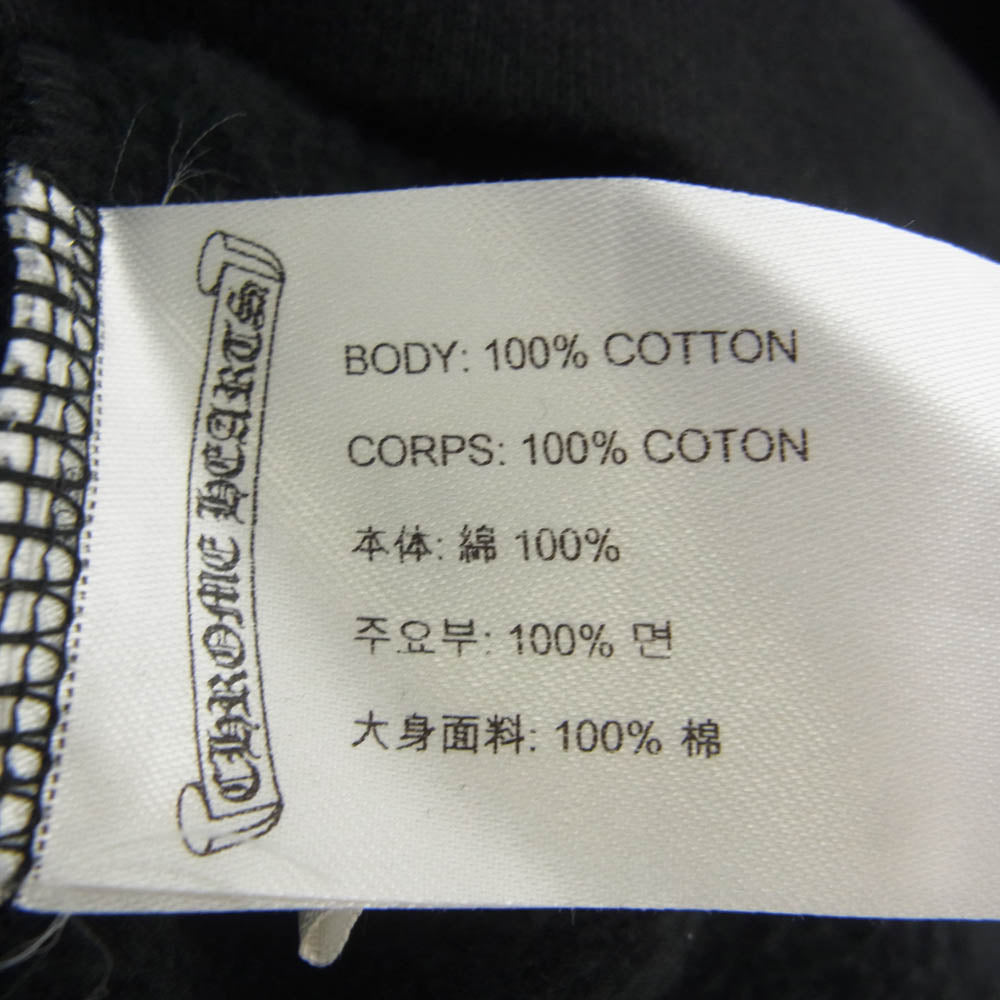 CHROME HEARTS
BODY: 100% COTTON
CORPS: 100% COTON
本体: 綿 100%
주요부: 100% 면
大身面料: 100% 棉